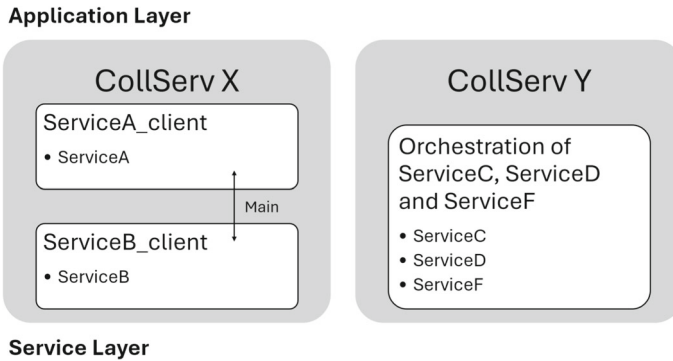 Application Layer
CollServ X
ServiceA_client
• ServiceA
Main
ServiceB_client
• ServiceB
CollServ Y
Orchestration of
ServiceC, ServiceD
and ServiceF
• ServiceC
• ServiceD
• ServiceF
Service Layer